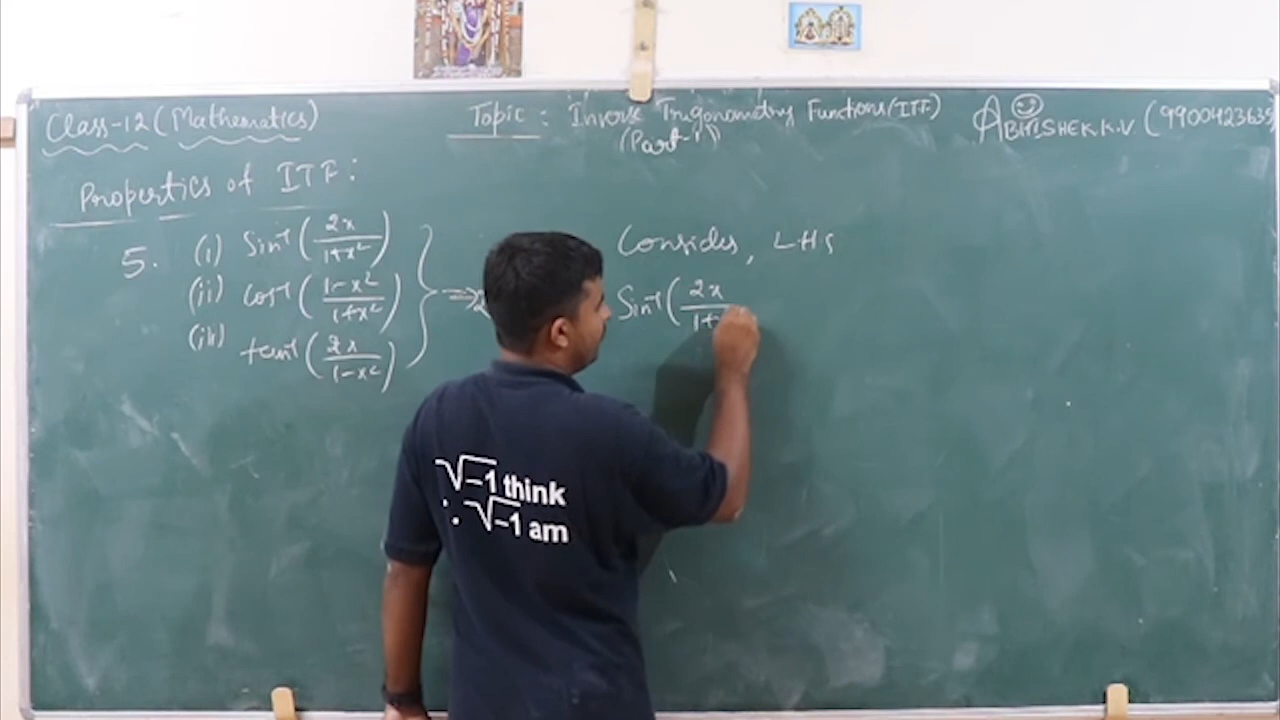 Class-12 (Mathematics)
Topic : Inverse Trigonometry Functions (ITF)
(Part-1)
ABHISHEK.K.V (9900423639)
Properties of ITF :
5. (i) Sin⁻¹ (2x/1+x²)
(ii) cos⁻¹ (1-x²/1+x²) ⇒ 2
(iii) tan⁻¹ (2x/1-x²)
Consider, LHS
Sin⁻¹ (2x/1+
√-1 think
∴ √-1 am